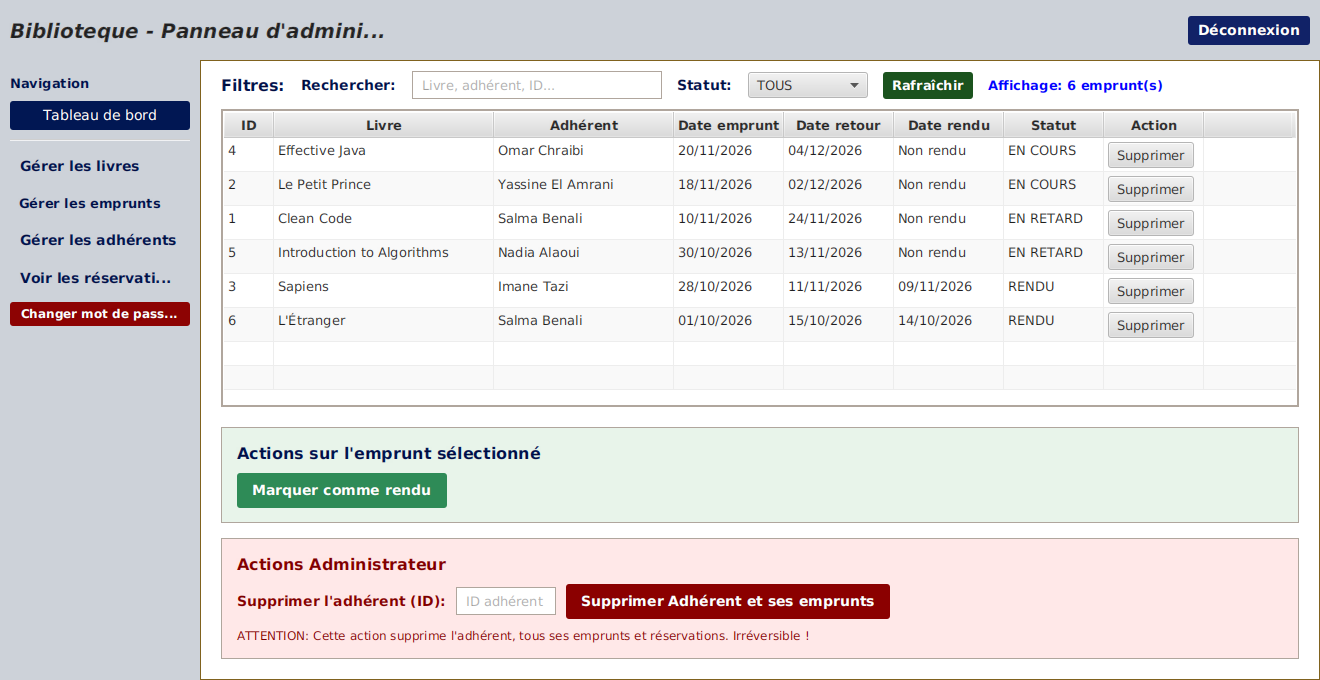 Biblioteque - Panneau d'admini...
Déconnexion
Navigation
Tableau de bord
Gérer les livres
Gérer les emprunts
Gérer les adhérents
Voir les réservati...
Changer mot de pass...
Filtres: Rechercher: Livre, adhérent, ID... Statut: TOUS Rafraîchir Affichage: 6 emprunt(s)
ID Livre Adhérent Date emprunt Date retour Date rendu Statut Action
4 Effective Java Omar Chraibi 20/11/2026 04/12/2026 Non rendu EN COURS Supprimer
2 Le Petit Prince Yassine El Amrani 18/11/2026 02/12/2026 Non rendu EN COURS Supprimer
1 Clean Code Salma Benali 10/11/2026 24/11/2026 Non rendu EN RETARD Supprimer
5 Introduction to Algorithms Nadia Alaoui 30/10/2026 13/11/2026 Non rendu EN RETARD Supprimer
3 Sapiens Imane Tazi 28/10/2026 11/11/2026 09/11/2026 RENDU Supprimer
6 L'Étranger Salma Benali 01/10/2026 15/10/2026 14/10/2026 RENDU Supprimer
Actions sur l'emprunt sélectionné
Marquer comme rendu
Actions Administrateur
Supprimer l'adhérent (ID): ID adhérent Supprimer Adhérent et ses emprunts
ATTENTION: Cette action supprime l'adhérent, tous ses emprunts et réservations. Irréversible !